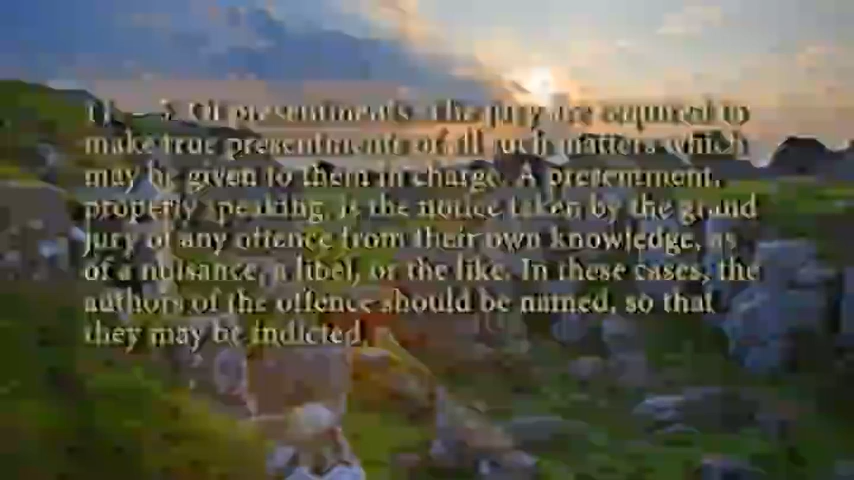 2. Of presentments. The jury are required to
make true presentments of all such matters which
may be given to them in charge. A presentment,
properly speaking, is the notice taken by the grand
jury of any offence from their own knowledge, as
of a nuisance, a libel, or the like. In these cases, the
authors of the offence should be named, so that
they may be indicted.